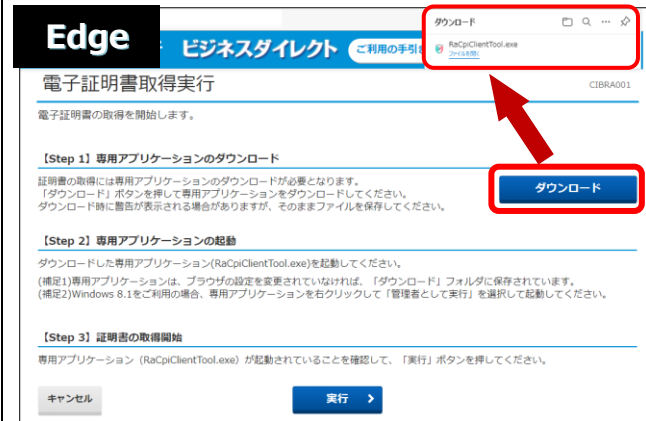 Edge
ビジネスダイレクト
ご利用の手引き
ダウンロード
RaCpiClientTool.exe
ファイルを開く
電子証明書取得実行
CIBRA001
電子証明書の取得を開始します。
【Step 1】専用アプリケーションのダウンロード
証明書の取得には専用アプリケーションのダウンロードが必要となります。
「ダウンロード」ボタンを押して専用アプリケーションをダウンロードしてください。
ダウンロード時に警告が表示される場合がありますが、そのままファイルを保存してください。
ダウンロード
【Step 2】専用アプリケーションの起動
ダウンロードした専用アプリケーション(RaCpiClientTool.exe)を起動してください。
(補足1)専用アプリケーションは、ブラウザの設定を変更されていなければ、「ダウンロード」フォルダに保存されています。
(補足2)Windows 8.1をご利用の場合、専用アプリケーションを右クリックして「管理者として実行」を選択して起動してください。
【Step 3】証明書の取得開始
専用アプリケーション（RaCpiClientTool.exe）が起動されていることを確認して、「実行」ボタンを押してください。
キャンセル
実行